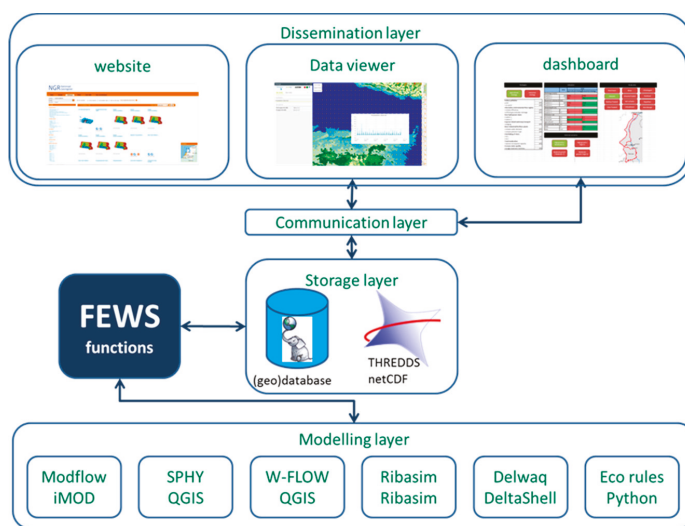 Dissemination layer
website
Data viewer
dashboard
NGR
Communication layer
Storage layer
FEWS
functions
(geo)database
THREDDS
netCDF
Modelling layer
Modflow
iMOD
SPHY
QGIS
W-FLOW
QGIS
Ribasim
Ribasim
Delwaq
DeltaShell
Eco rules
Python